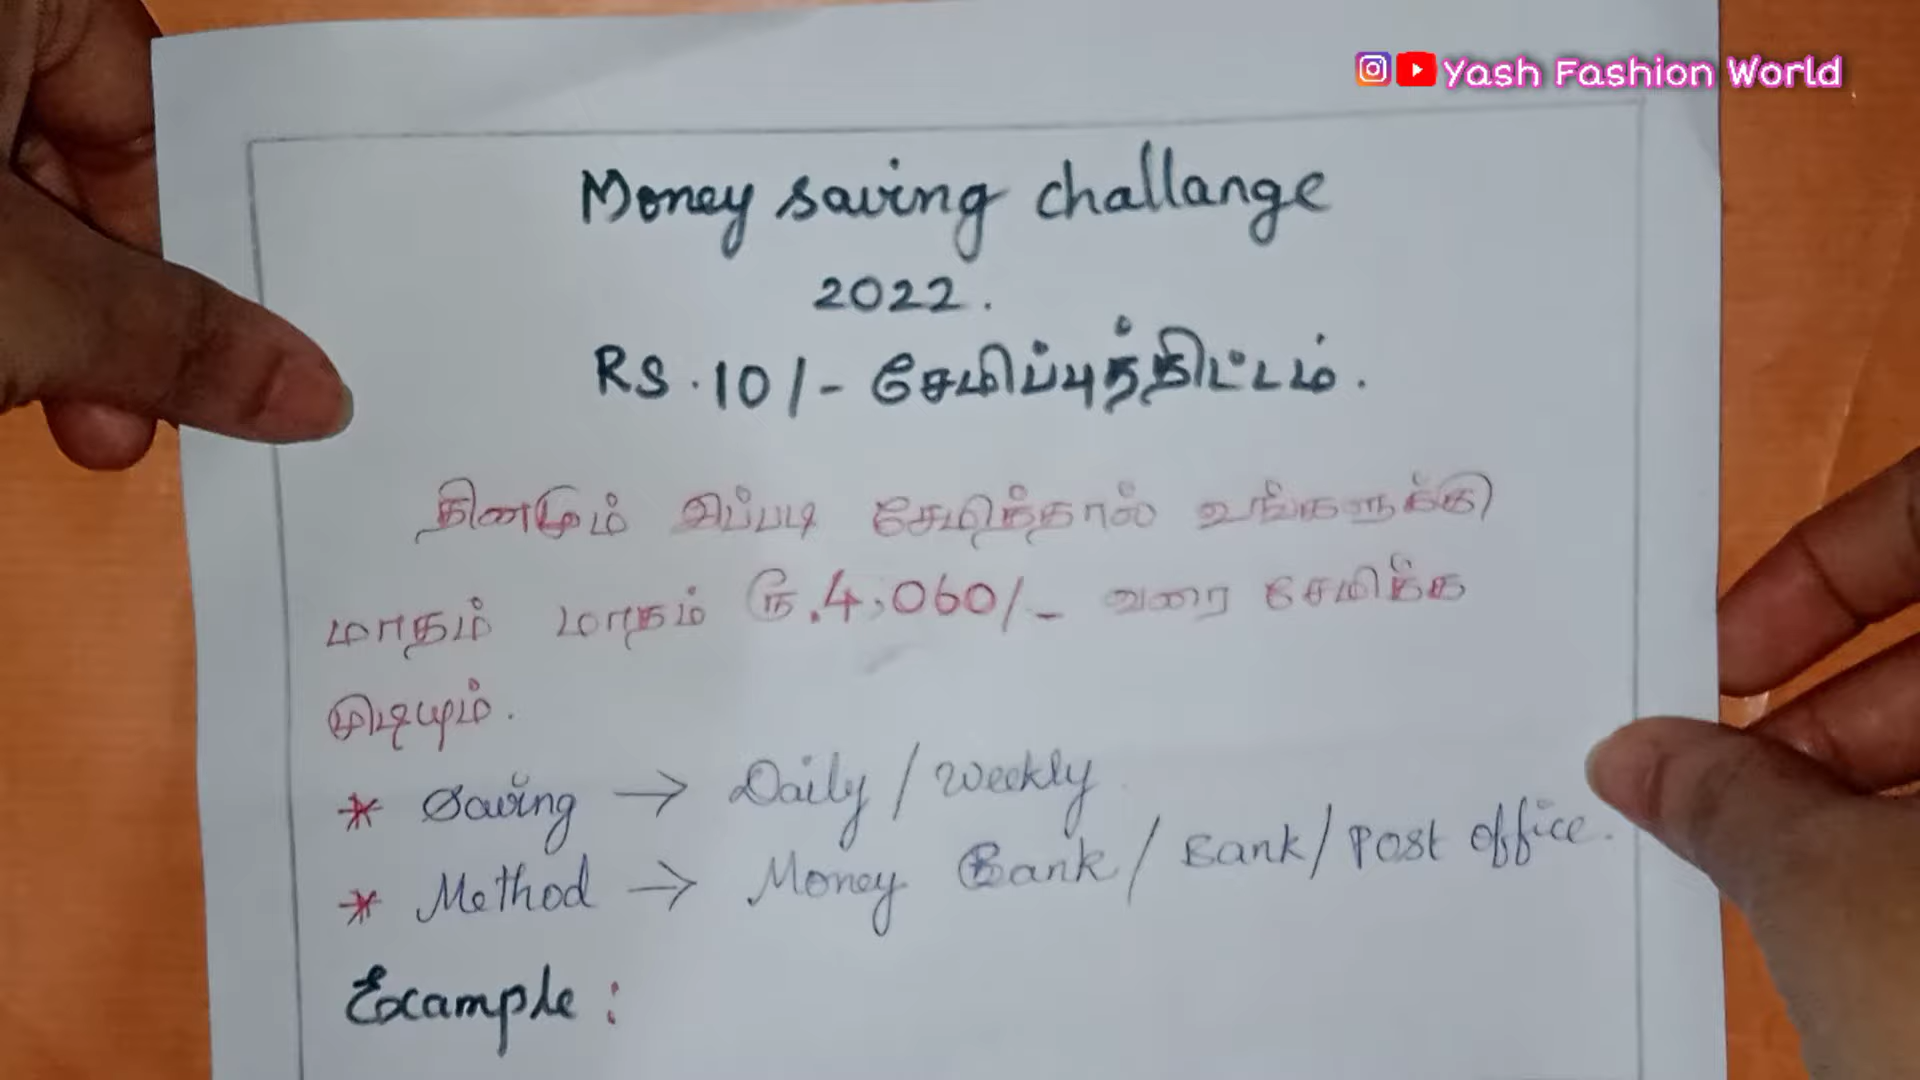 Yash Fashion World
Money saving challange
2022.
RS.10/- சேமிப்புத்திட்டம்.
தினமும் இப்படி சேமித்தால் உங்களுக்கு
மாதம் மாதம் ரூ.4,060/- வரை சேமிக்க
முடியும்.
* Saving → Daily / Weekly
* Method → Money Bank / Bank / Post office.
Example :